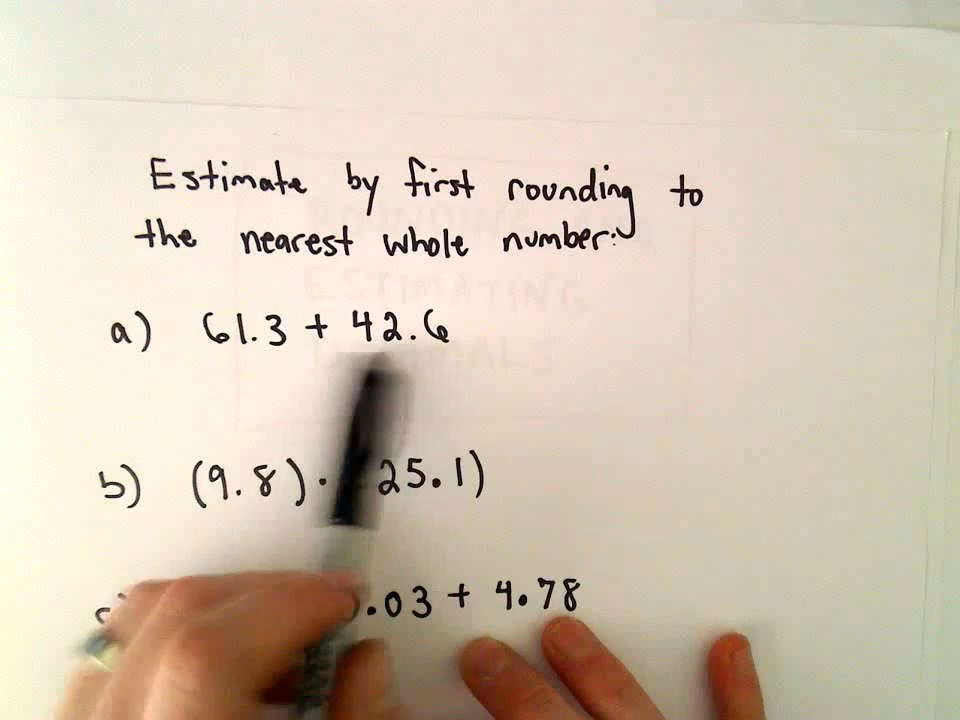 Estimate by first rounding to
the nearest whole number:
a) 61.3 + 42.6
b) (9.8) · 25.1)
.03 + 4.78
ESTIMATING